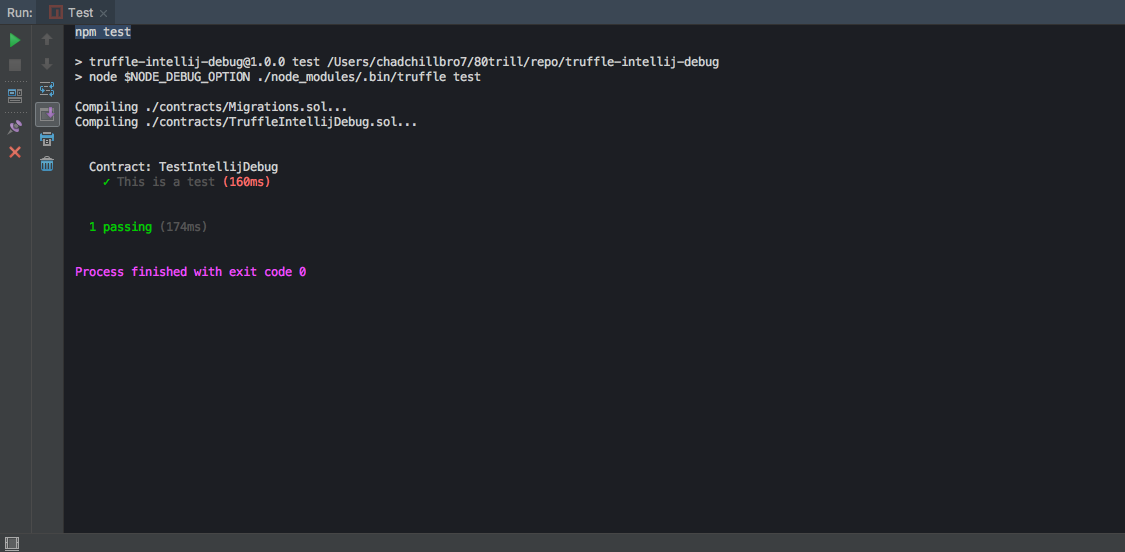 Run: Test
npm test
> truffle-intellij-debug@1.0.0 test /Users/chadchillbro7/80trill/repo/truffle-intellij-debug
> node $NODE_DEBUG_OPTION ./node_modules/.bin/truffle test
Compiling ./contracts/Migrations.sol...
Compiling ./contracts/TruffleIntellijDebug.sol...
Contract: TestIntellijDebug
✓ This is a test (160ms)
1 passing (174ms)
Process finished with exit code 0